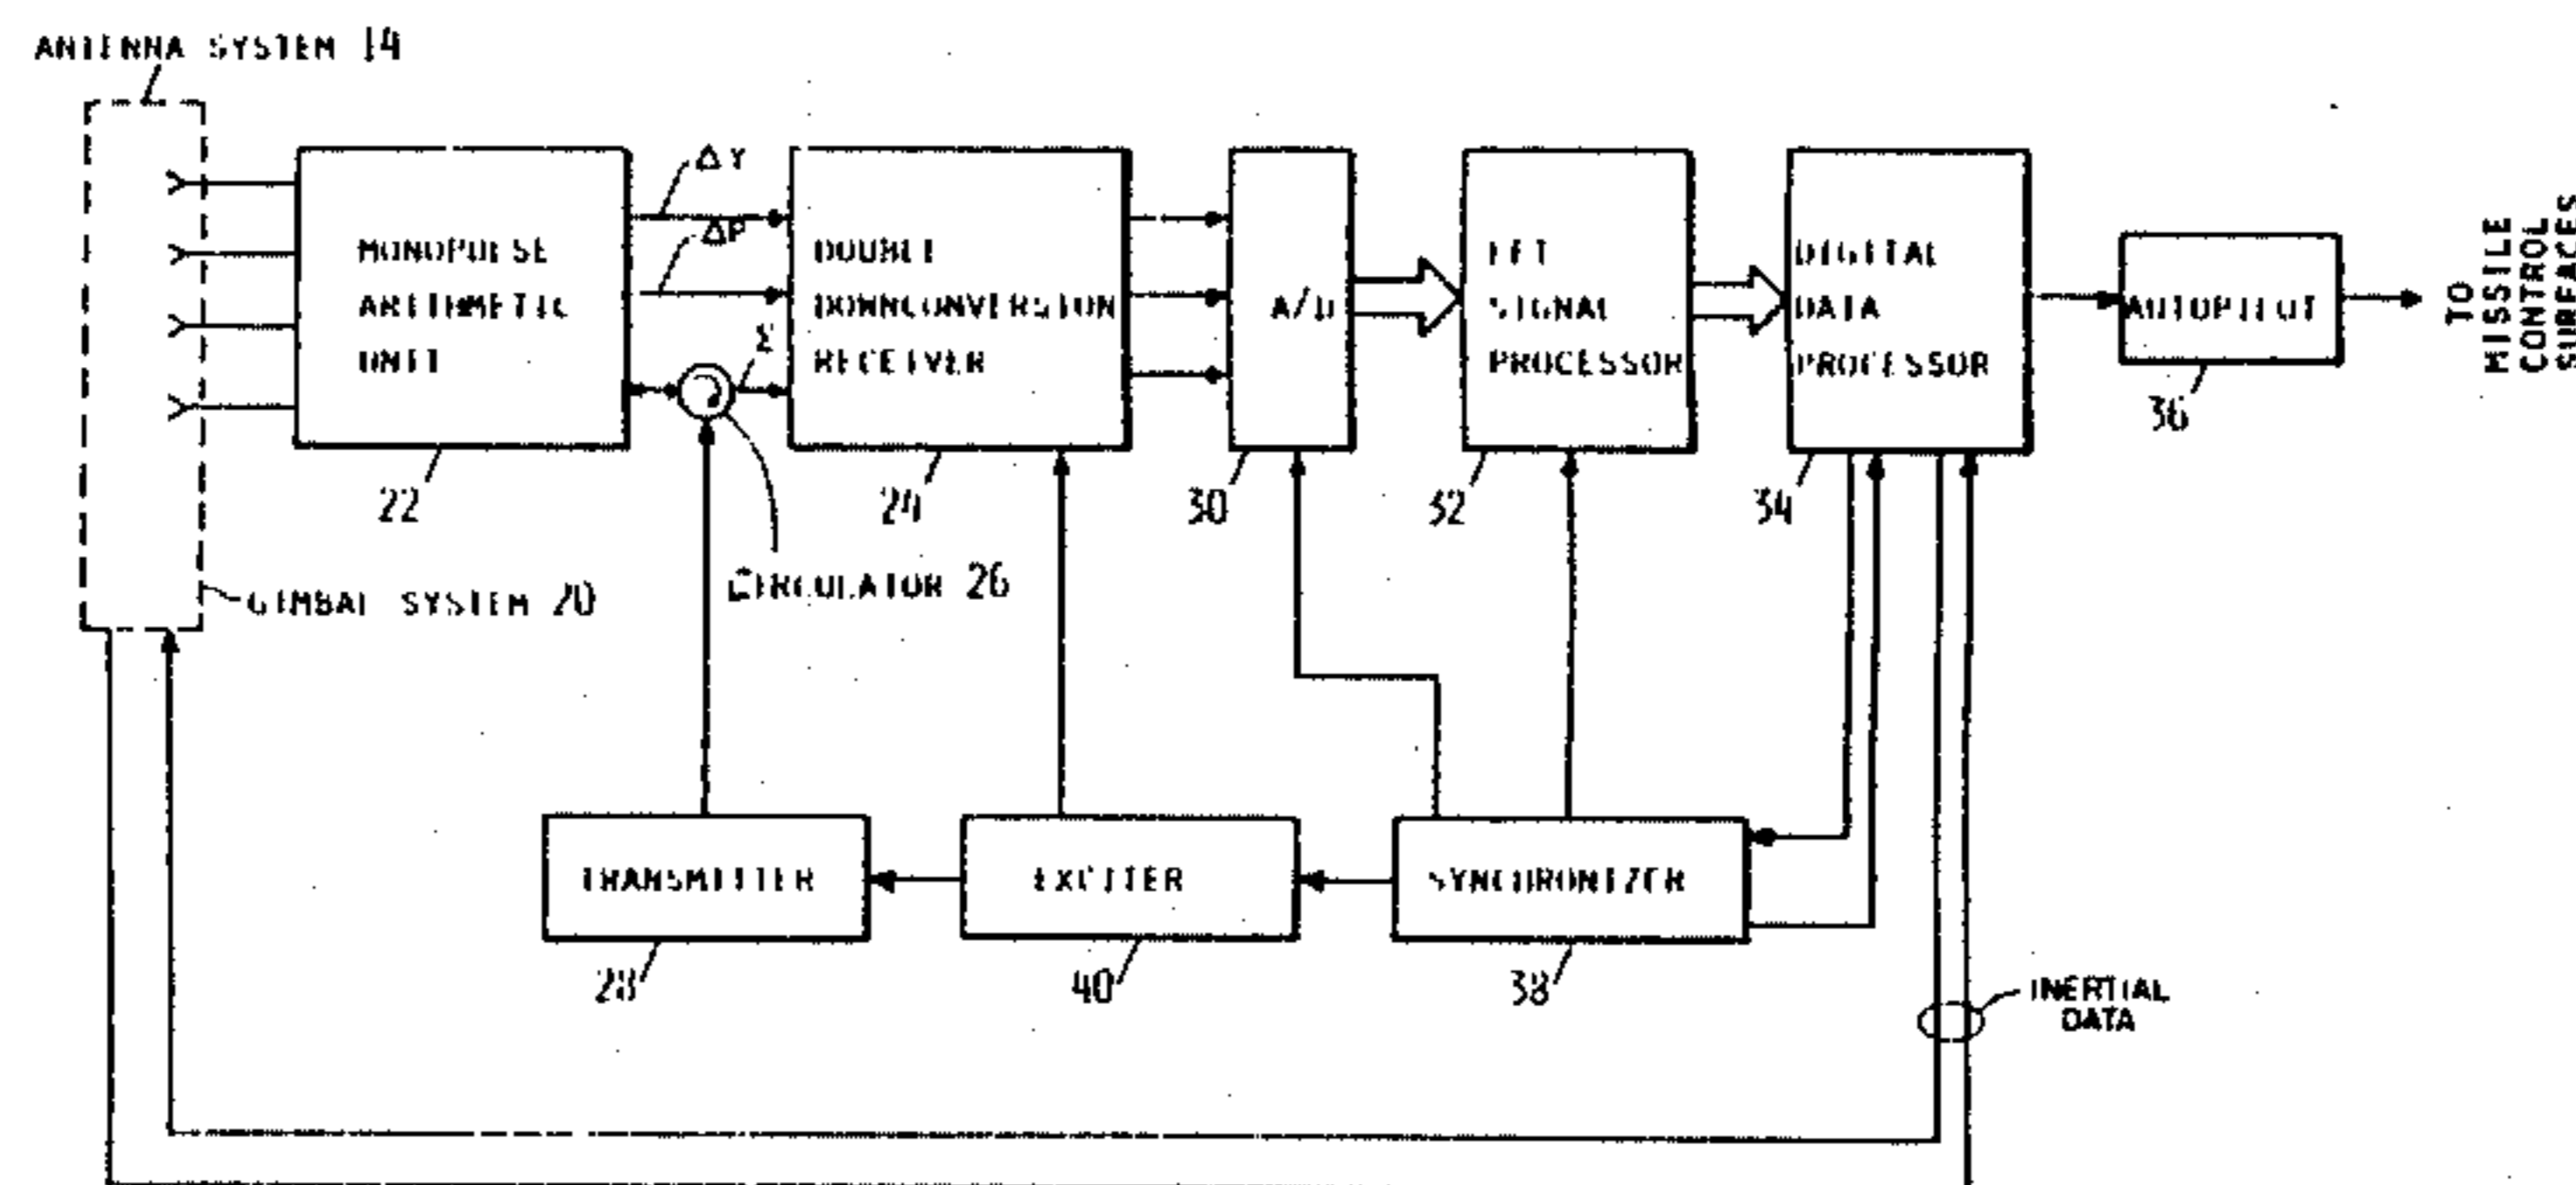 ANTENNA SYSTEM 14
ΔY
ΔP
Σ
MONOPULSE
ARITHMETIC
UNIT
DOUBLE
DOWNCONVERSION
RECEIVER
A/D
FFT
SIGNAL
PROCESSOR
DIGITAL
DATA
PROCESSOR
AUTOPILOT
TO
MISSILE
CONTROL
SURFACES
22
24
30
32
34
36
CIRCULATOR 26
GIMBAL SYSTEM 20
TRANSMITTER
EXCITER
SYNCHRONIZER
28
40
38
INERTIAL
DATA